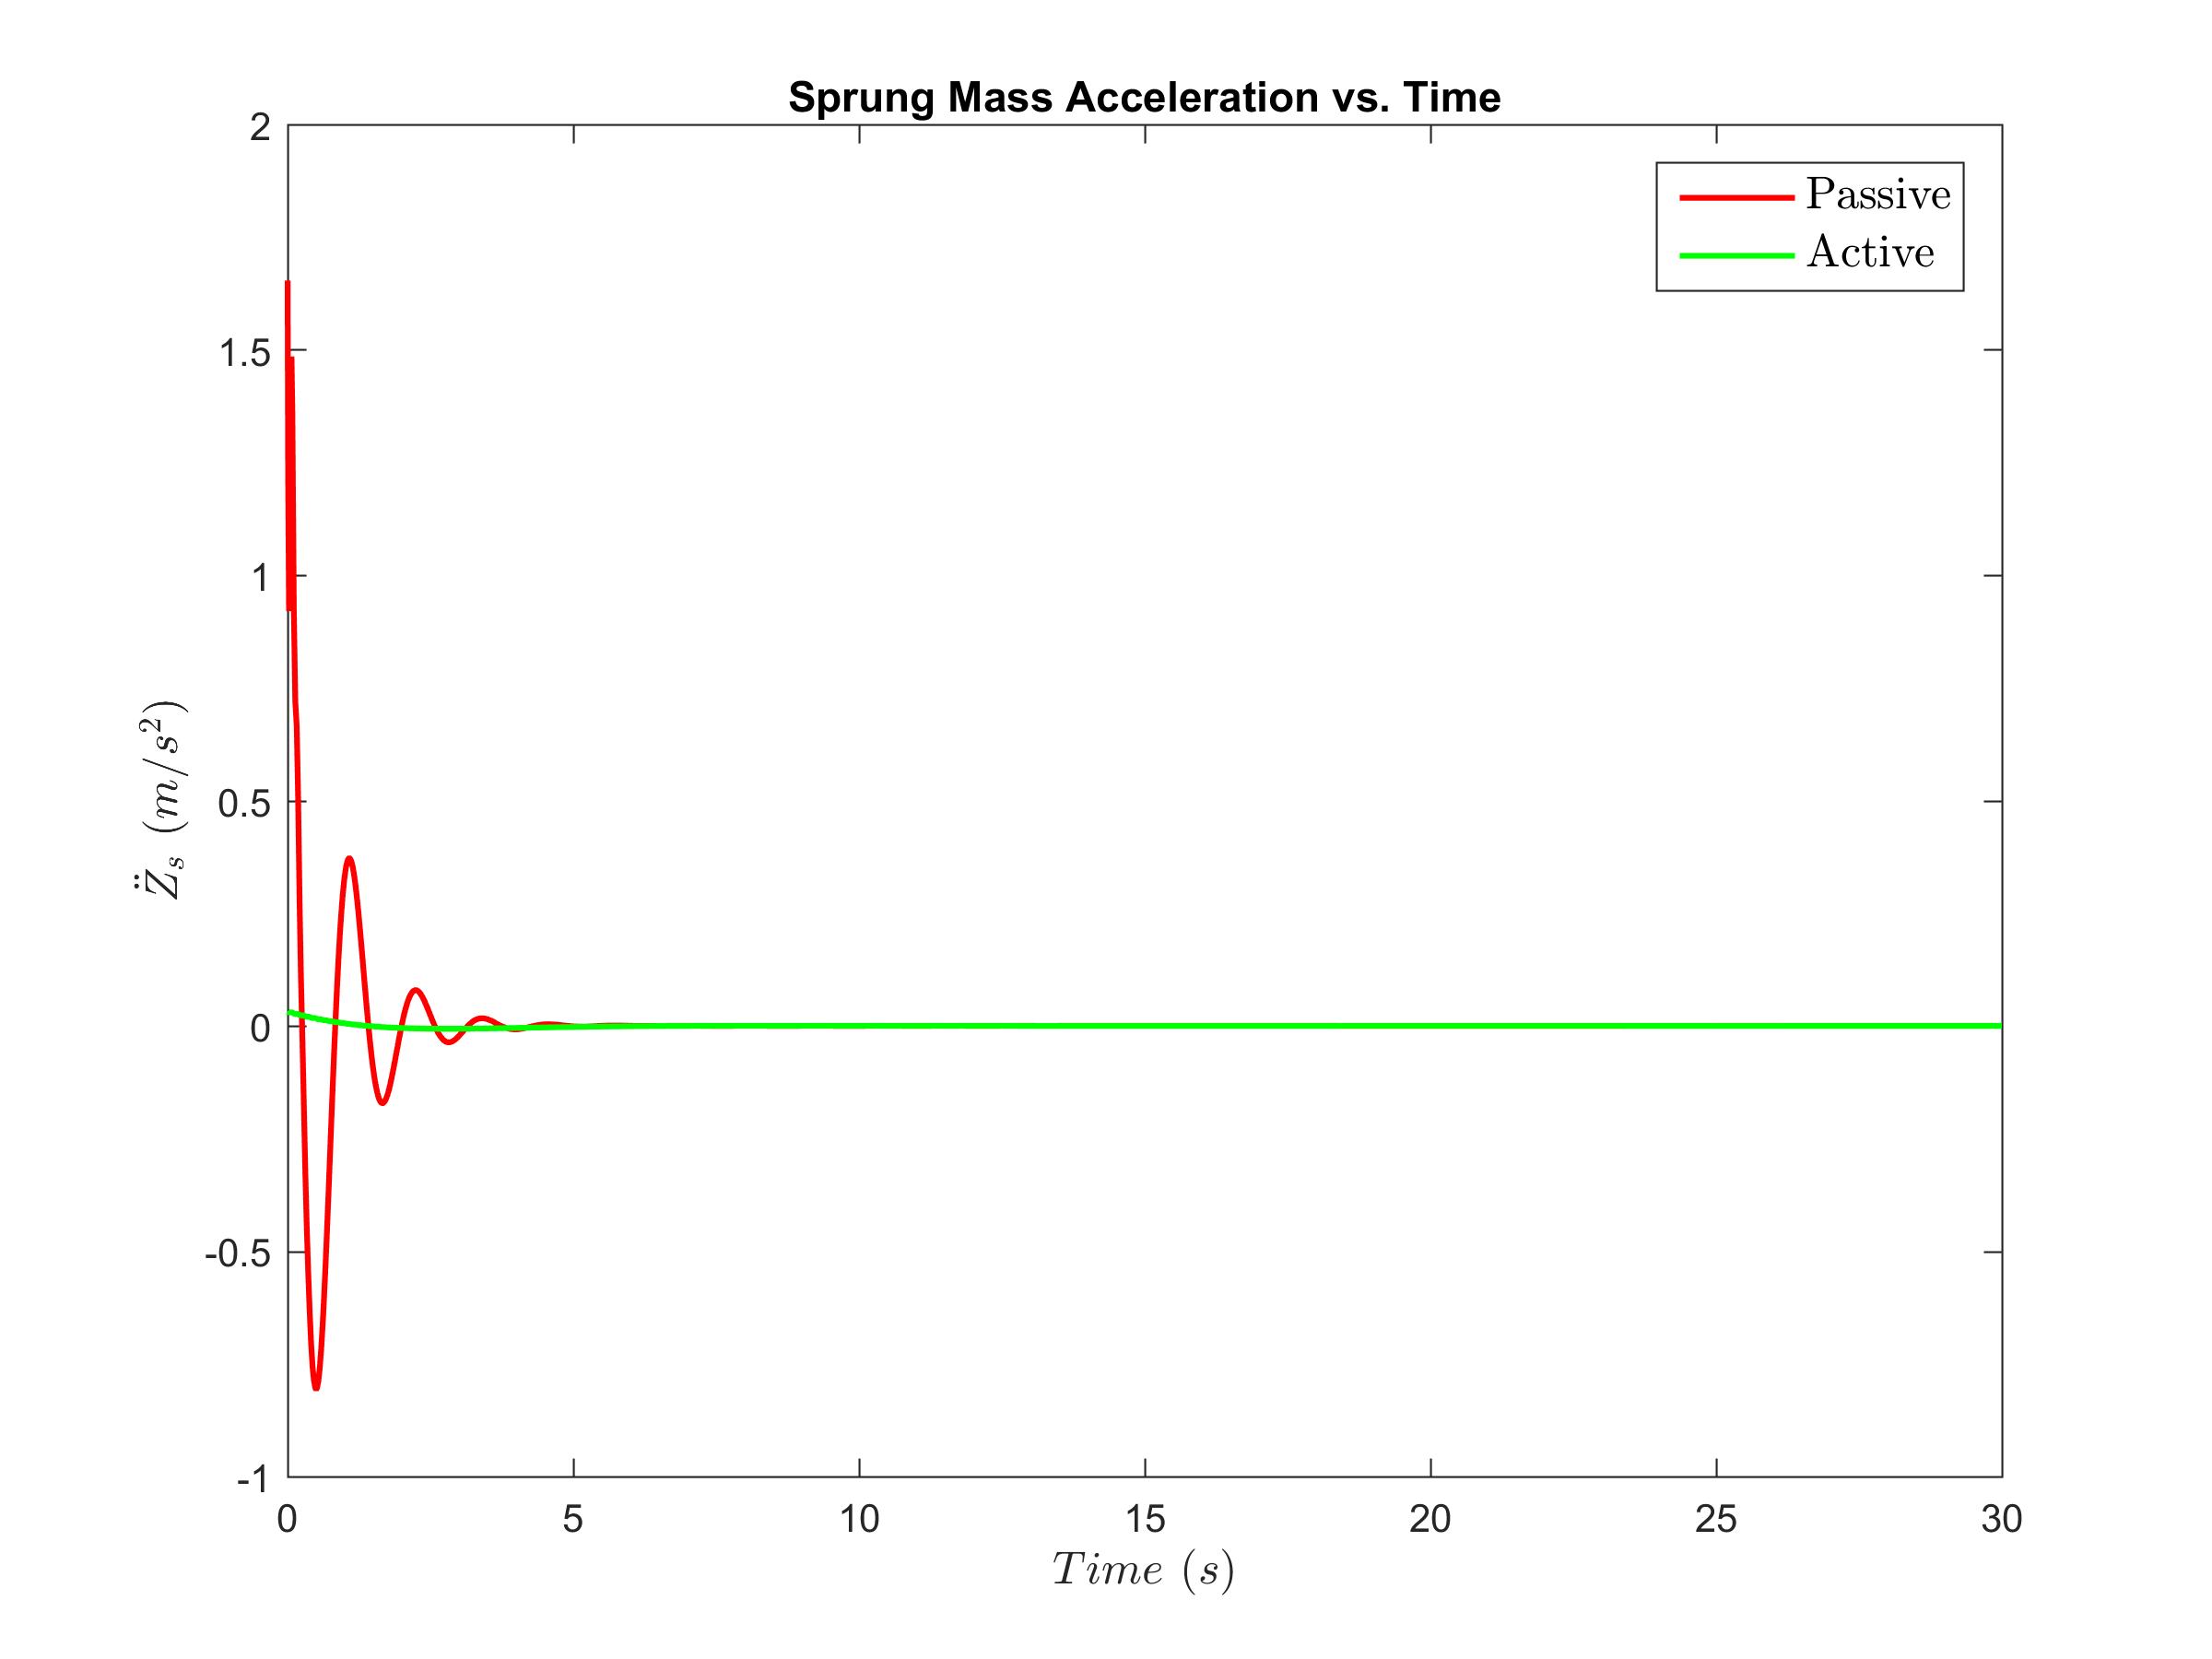 Sprung Mass Acceleration vs. Time
2
1.5
1
0.5
0
-0.5
-1
Z̈ₛ (m/s²)
Passive
Active
0 5 10 15 20 25 30
Time (s)